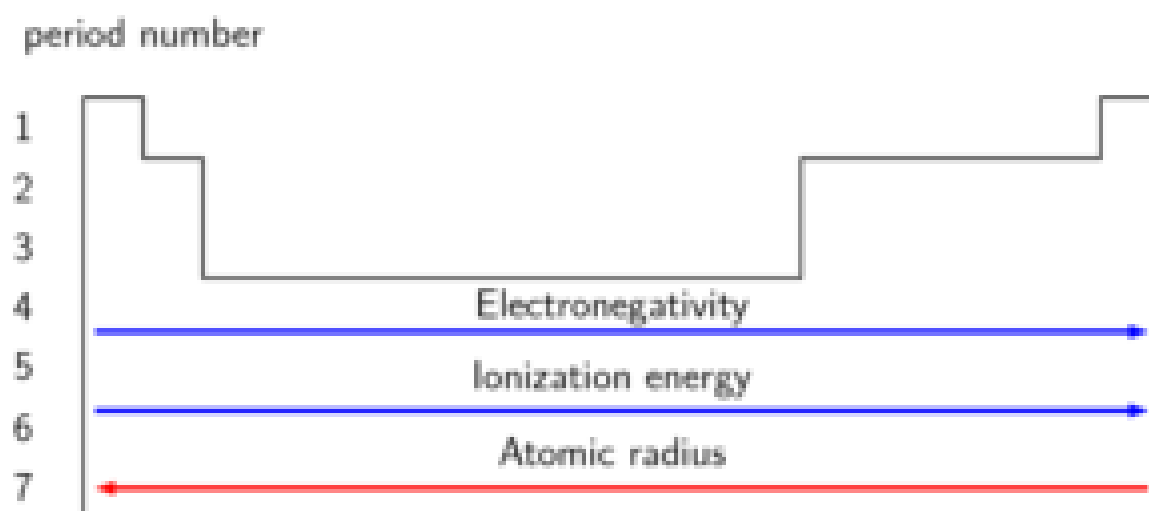 period number
1
2
3
4
Electronegativity
5
Ionization energy
6
Atomic radius
7